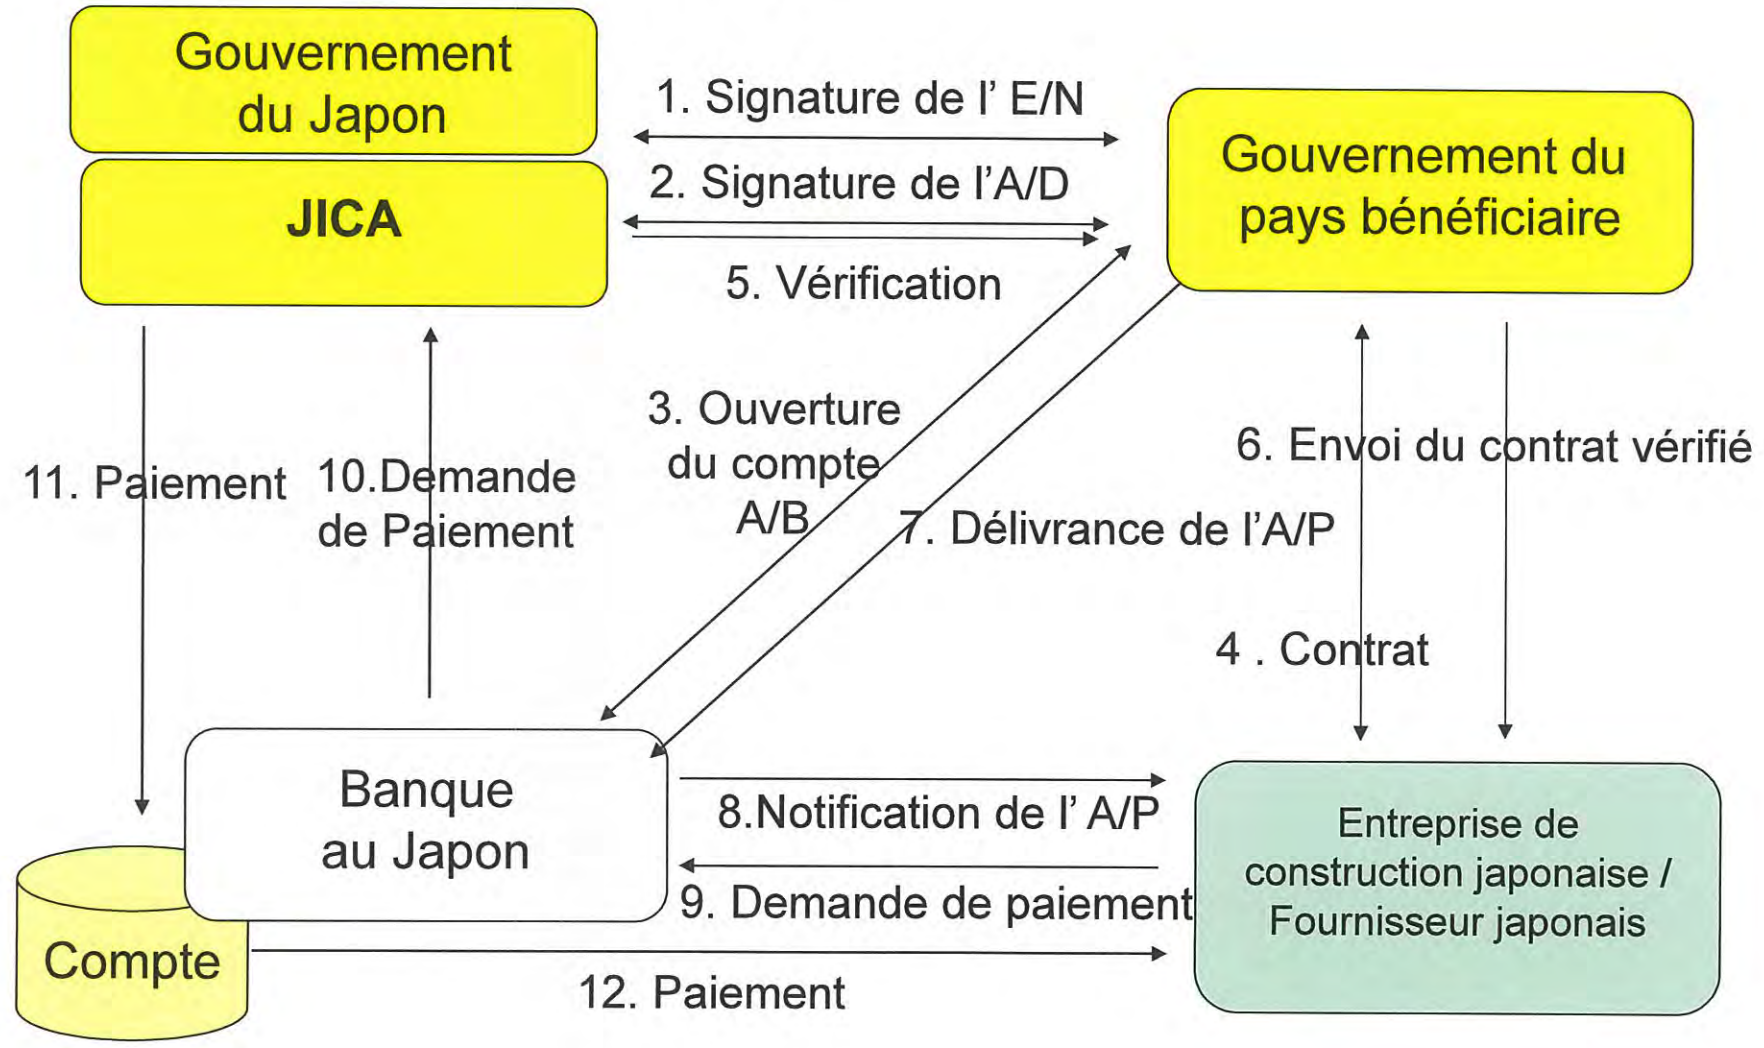 Gouvernement
du Japon
JICA
1. Signature de l' E/N
2. Signature de l'A/D
5. Vérification
Gouvernement du
pays bénéficiaire
3. Ouverture
du compte
A/B
6. Envoi du contrat vérifié
11. Paiement
10.Demande
de Paiement
7. Délivrance de l'A/P
4 . Contrat
Banque
au Japon
8.Notification de l' A/P
9. Demande de paiement
Entreprise de
construction japonaise /
Fournisseur japonais
Compte
12. Paiement